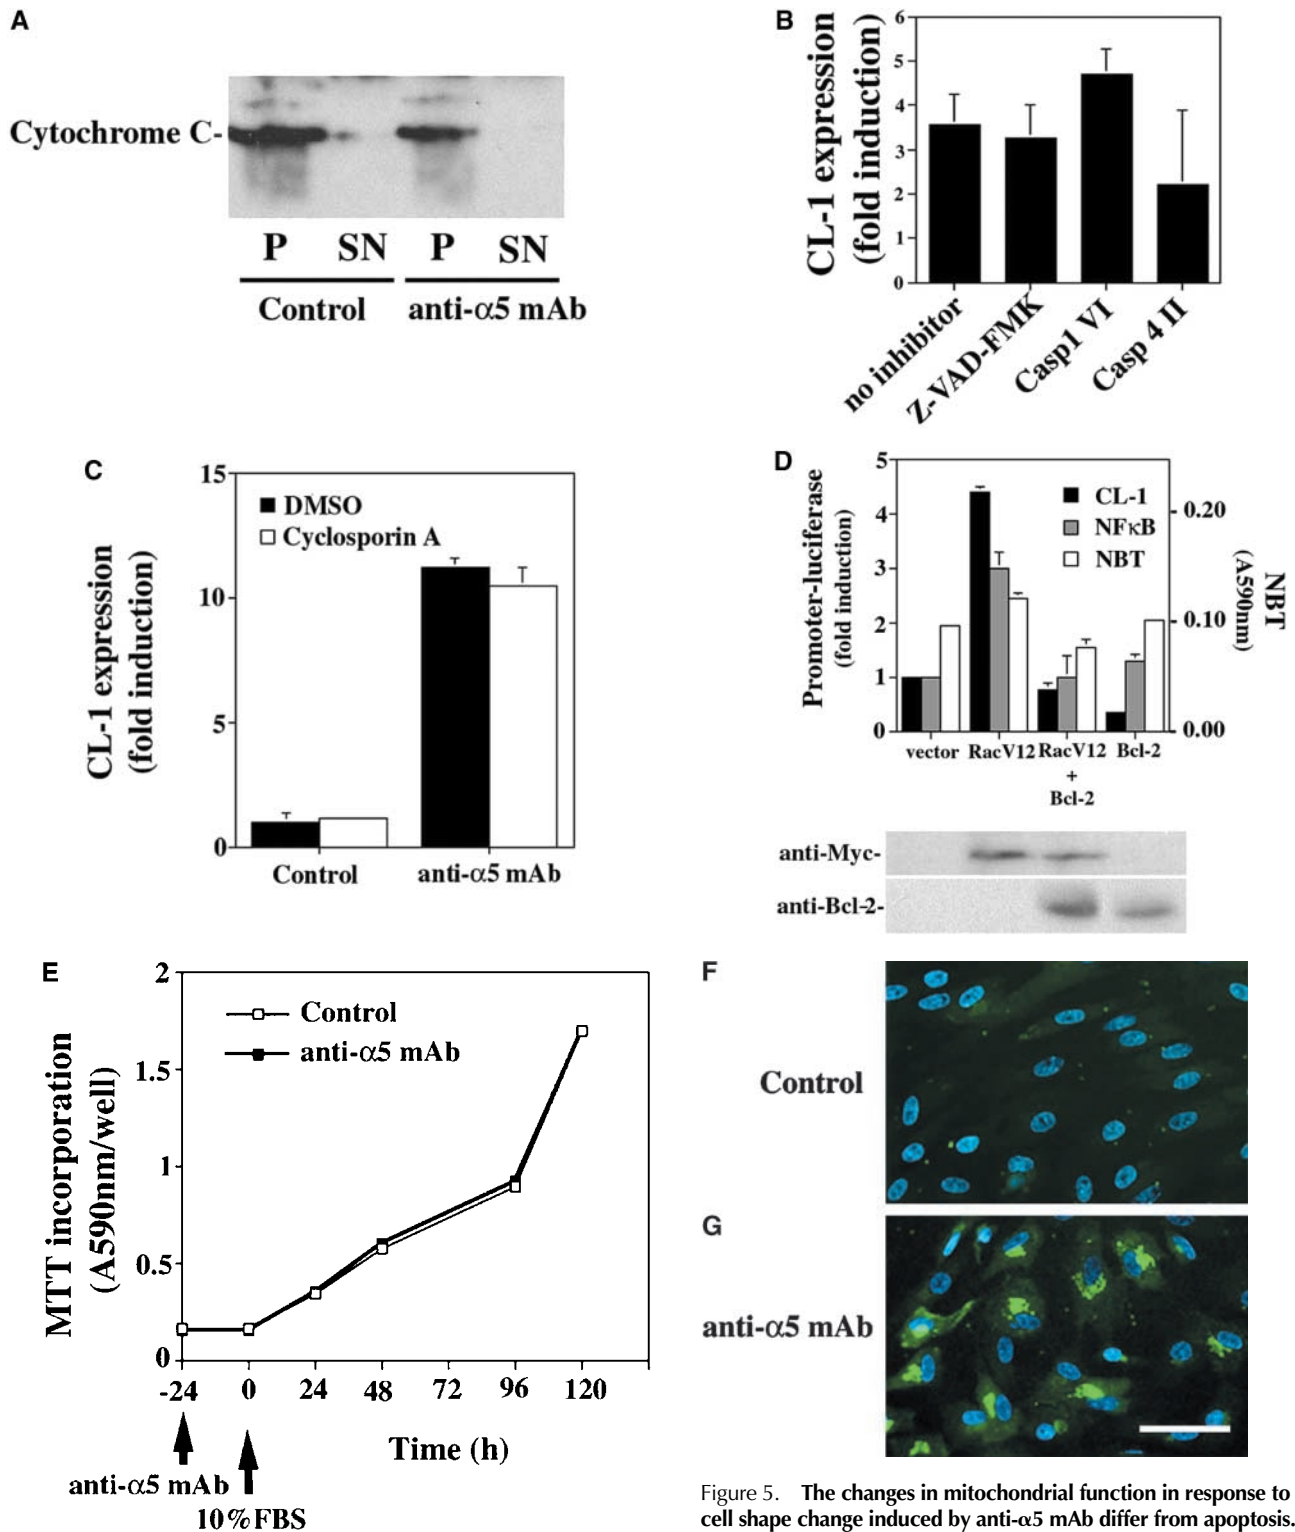 A
Cytochrome C-
P SN P SN
Control anti-α5 mAb
B
CL-1 expression
(fold induction)
6
5
4
3
2
1
0
no inhibitor
Z-VAD-FMK
Casp1 VI
Casp 4 II
C
CL-1 expression
(fold induction)
15
10
5
0
DMSO
Cyclosporin A
Control anti-α5 mAb
D
Promoter-luciferase
(fold induction)
5
4
3
2
1
0
CL-1
NFκB
NBT
0.20
0.10
0.00
NBT
(A590nm)
vector RacV12 RacV12 Bcl-2
+
Bcl-2
anti-Myc-
anti-Bcl-2-
E
MTT incorporation
(A590nm/well)
2
1.5
1
0.5
0
Control
anti-α5 mAb
-24 0 24 48 72 96 120
Time (h)
anti-α5 mAb
10%FBS
F
Control
G
anti-α5 mAb
Figure 5. The changes in mitochondrial function in response to
cell shape change induced by anti-α5 mAb differ from apoptosis.